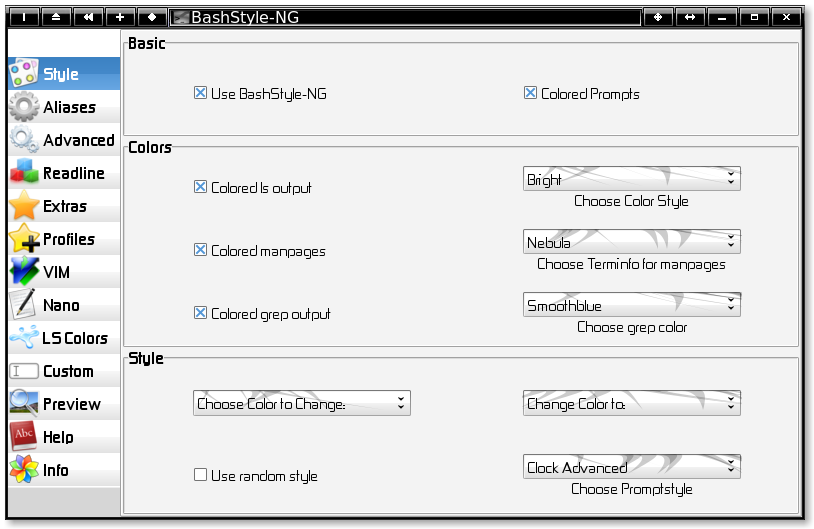 BashStyle-NG
Basic
Style
Use BashStyle-NG
Colored Prompts
Aliases
Advanced
Readline
Extras
Profiles
VIM
Nano
LS Colors
Custom
Preview
Abc
Help
Info
Colors
Colored ls output
Bright
Choose Color Style
Colored manpages
Nebula
Choose Terminfo for manpages
Colored grep output
Smoothblue
Choose grep color
Style
Choose Color to Change:
Change Color to:
Use random style
Clock Advanced
Choose Promptstyle